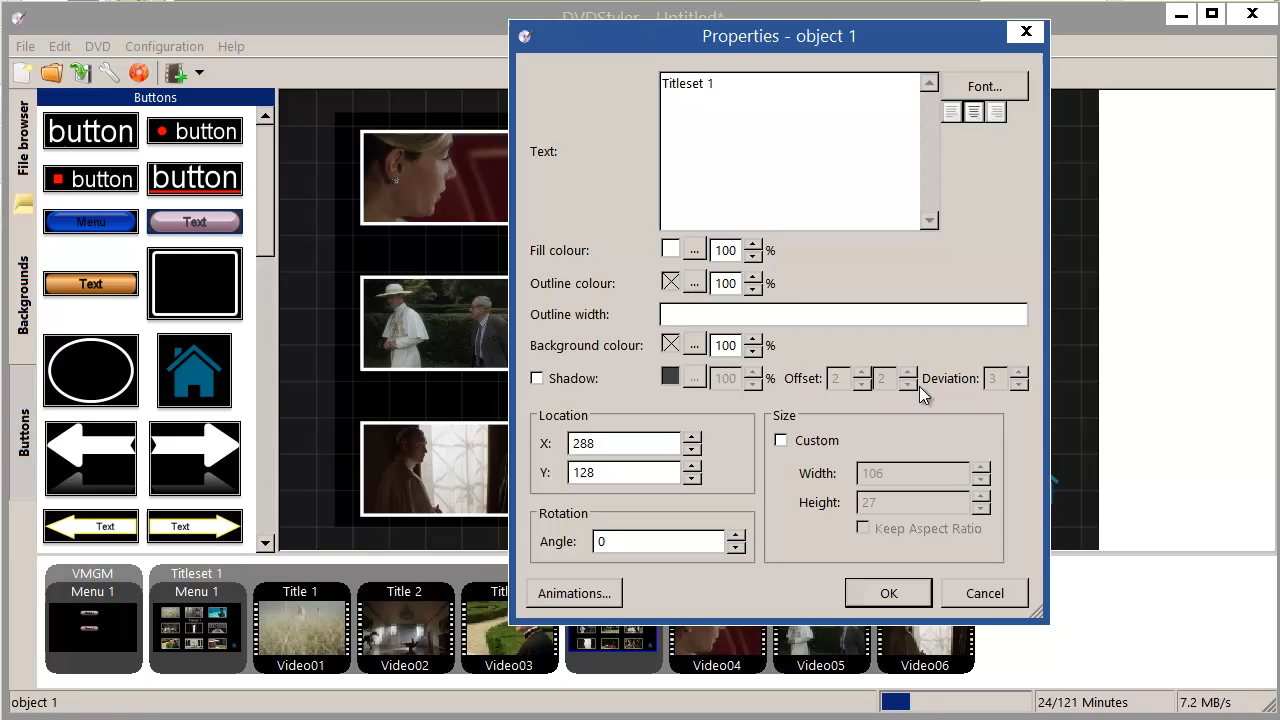 DVDStyler - Untitled*
File Edit DVD Configuration Help
File browser
Backgrounds
Buttons
Buttons
button
button
button
button
Menu
Text
Text
Text
Text
Properties - object 1
Text:
Titleset 1
Font...
Fill colour: ... 100 %
Outline colour: ... 100 %
Outline width:
Background colour: ... 100 %
Shadow: ... 100 % Offset: 2 2 Deviation: 3
Location
X: 288
Y: 128
Rotation
Angle: 0
Size
Custom
Width: 106
Height: 27
Keep Aspect Ratio
Animations... OK Cancel
VMGM
Menu 1
Titleset 1
Menu 1
Title 1
Video01
Title 2
Video02
Video03
Video04
Video05
Video06
object 1
24/121 Minutes
7.2 MB/s